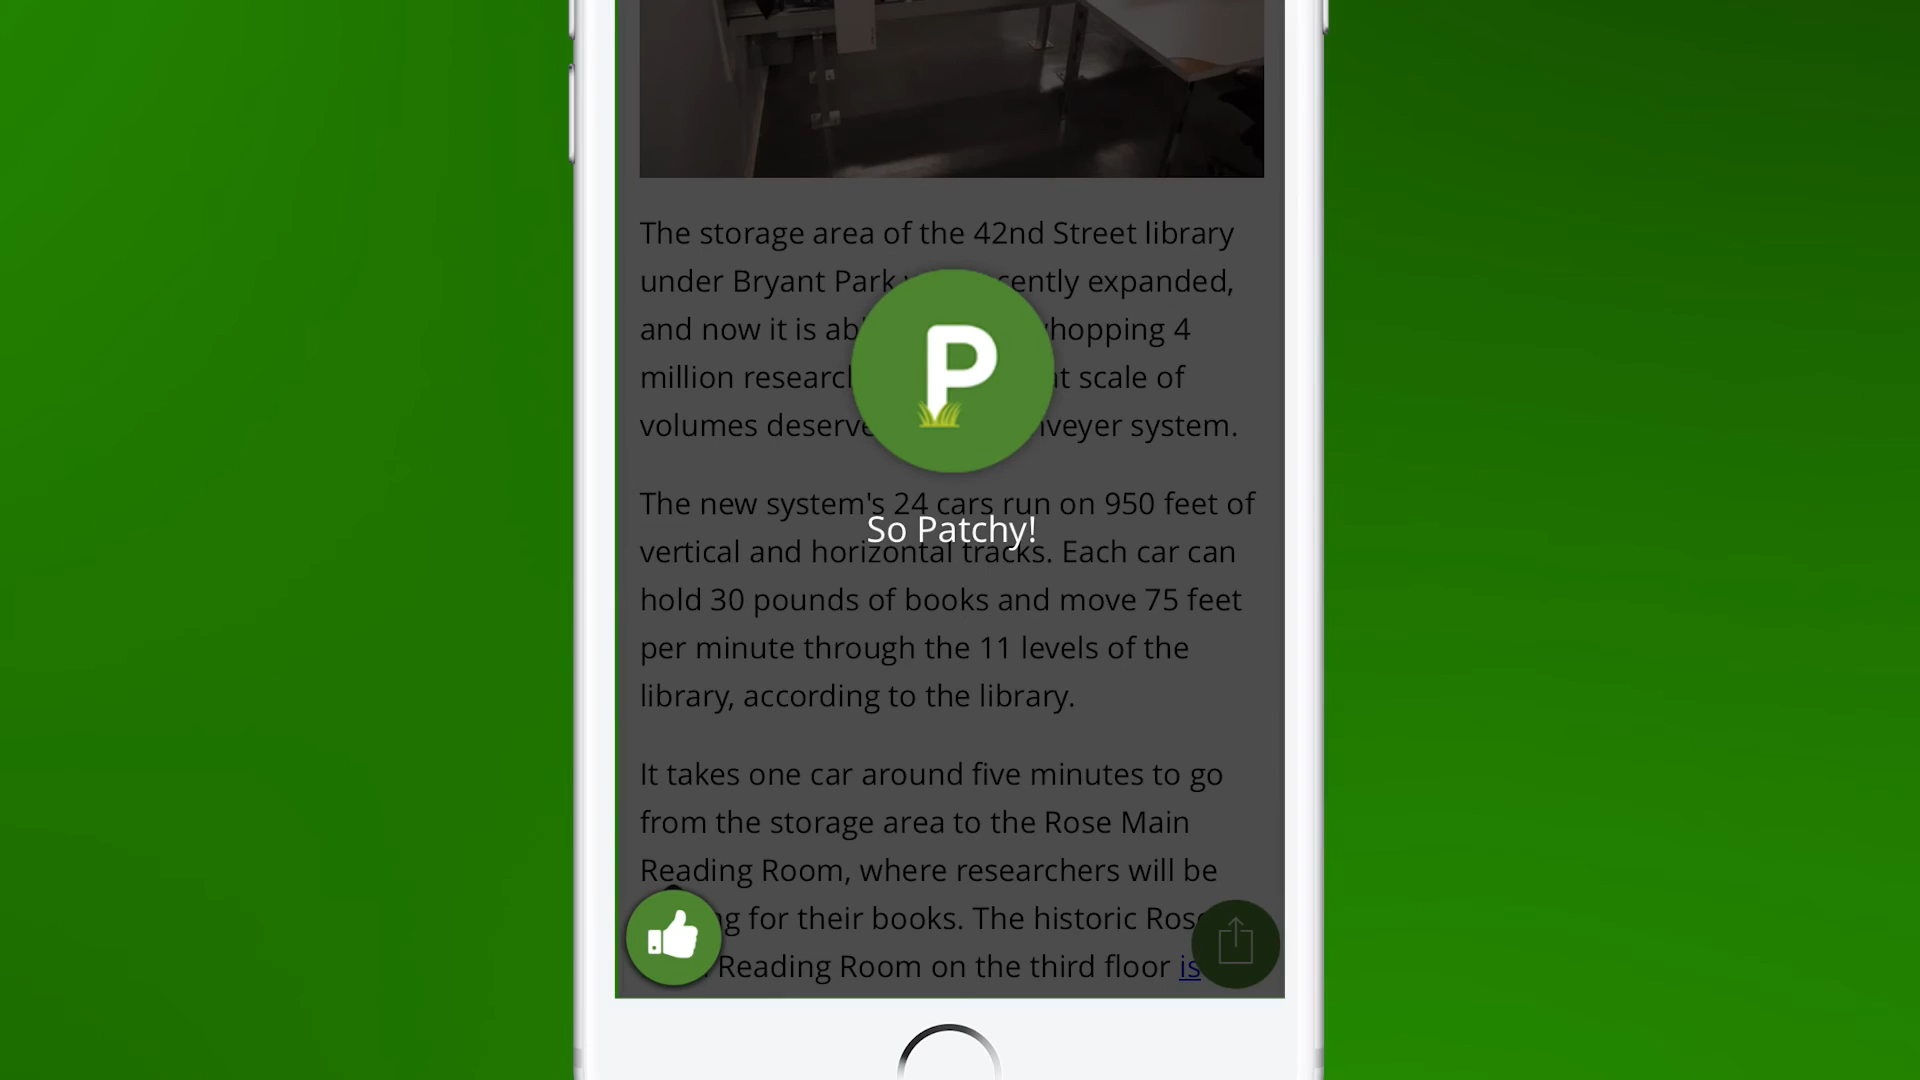 The storage area of the 42nd Street library
under Bryant Park cently expanded,
and now it is ab hopping 4
million researc at scale of
volumes deserve nveyer system.
P
The new system's 24 cars run on 950 feet of
So Patchy!
vertical and horizontal tracks. Each car can
hold 30 pounds of books and move 75 feet
per minute through the 11 levels of the
library, according to the library.
It takes one car around five minutes to go
from the storage area to the Rose Main
Reading Room, where researchers will be
g for their books. The historic Ros
Reading Room on the third floor is